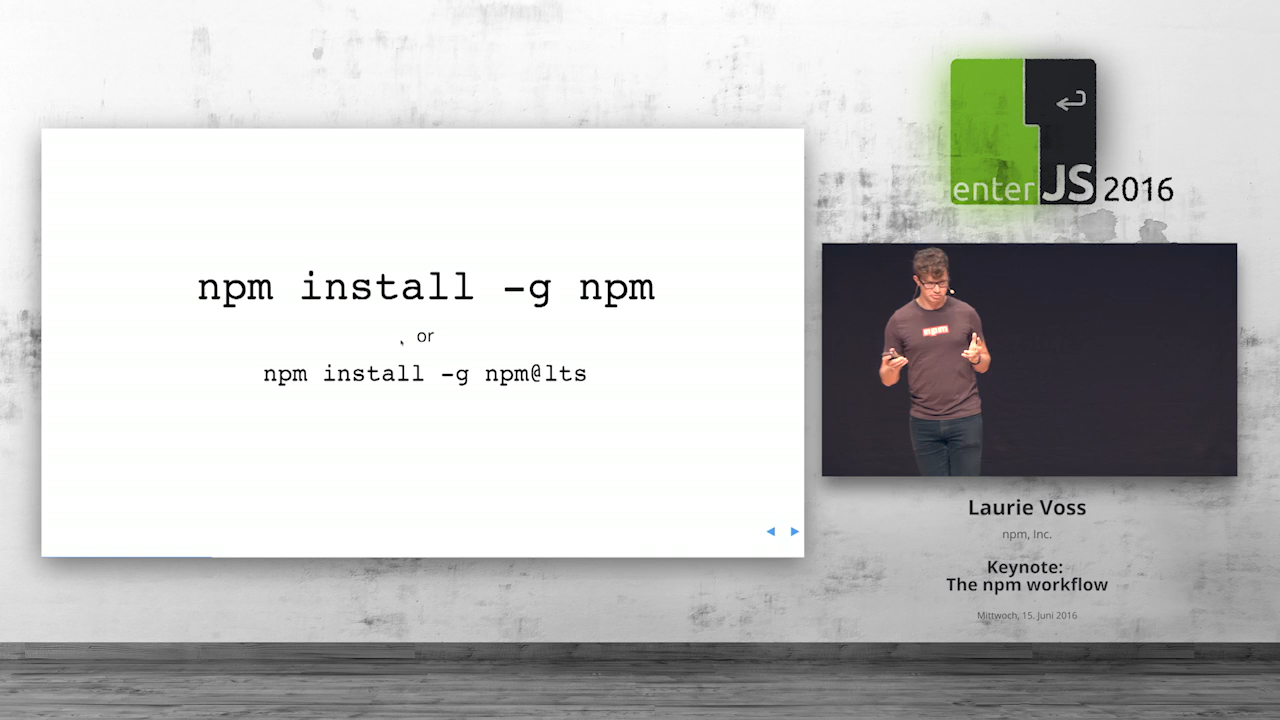 npm install -g npm
or
npm install -g npm@lts
enter JS 2016
npm
Laurie Voss
npm, Inc.
Keynote:
The npm workflow
Mittwoch, 15. Juni 2016